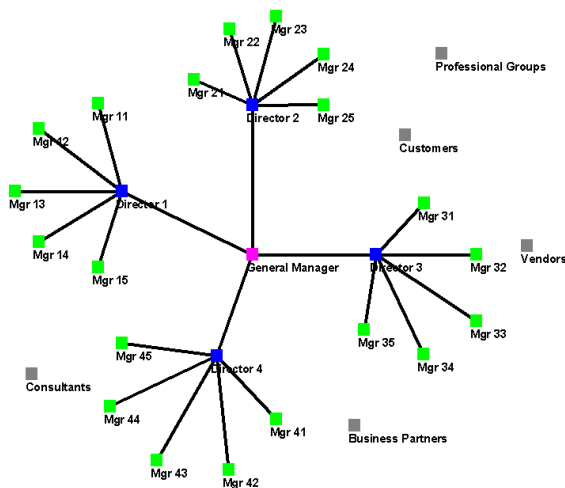 Mgr 23
Mgr 22
Mgr 24
Professional Groups
Mgr 21
Mgr 25
Director 2
Mgr 11
Customers
Mgr 12
Mgr 13
Director 1
Mgr 31
Mgr 14
Mgr 15
General Manager
Director 3
Mgr 32
Vendors
Mgr 33
Mgr 35
Mgr 45
Mgr 34
Director 4
Consultants
Mgr 44
Mgr 41
Business Partners
Mgr 43
Mgr 42